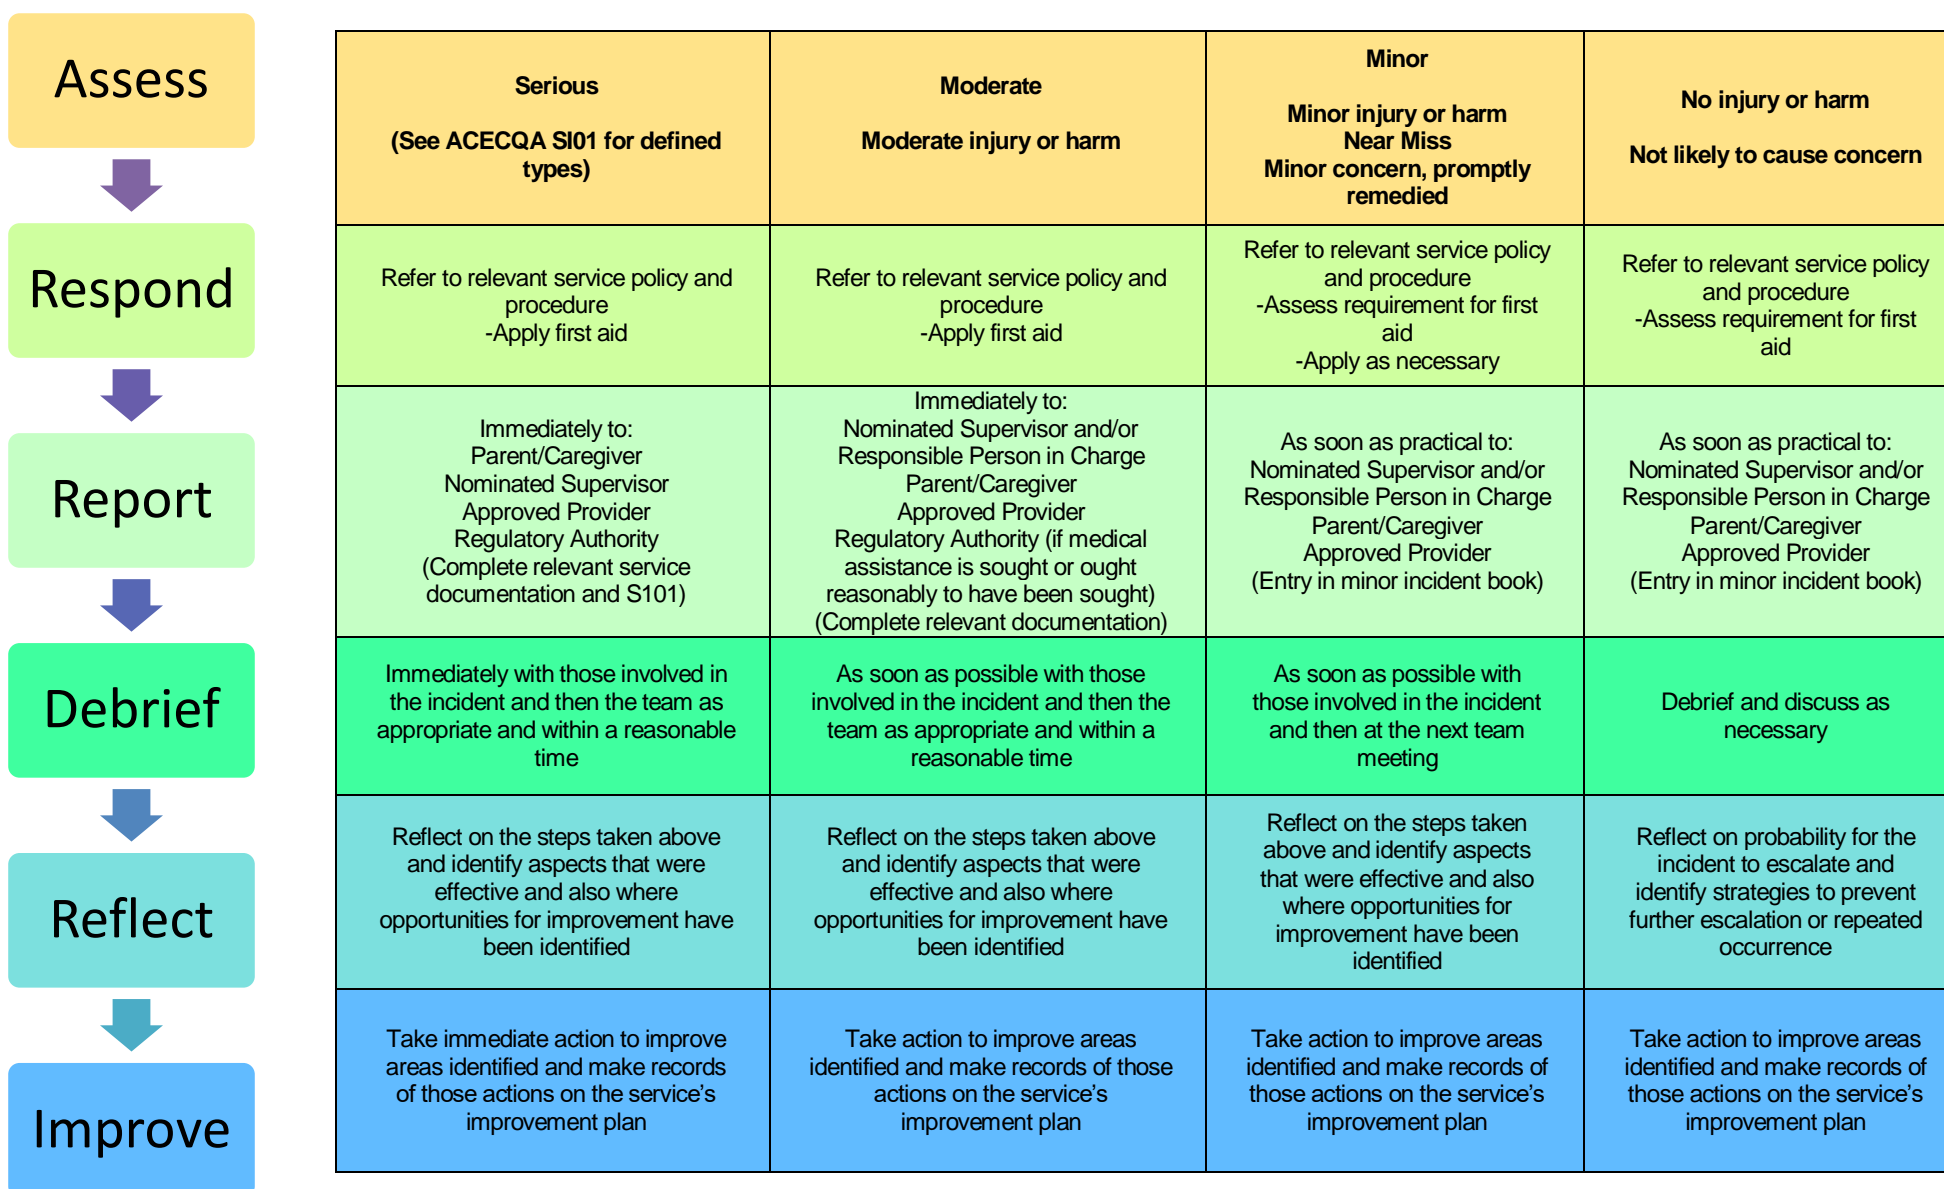 Assess
Serious
(See ACECQA SI01 for defined
types)
Moderate
Moderate injury or harm
Minor
Minor injury or harm
Near Miss
Minor concern, promptly
remedied
No injury or harm
Not likely to cause concern
Respond
Refer to relevant service policy and
procedure
-Apply first aid
Refer to relevant service policy and
procedure
-Apply first aid
Refer to relevant service policy
and procedure
-Assess requirement for first
aid
-Apply as necessary
Refer to relevant service policy
and procedure
-Assess requirement for first
aid
Report
Immediately to:
Parent/Caregiver
Nominated Supervisor
Approved Provider
Regulatory Authority
(Complete relevant service
documentation and S101)
Immediately to:
Nominated Supervisor and/or
Responsible Person in Charge
Parent/Caregiver
Approved Provider
Regulatory Authority (if medical
assistance is sought or ought
reasonably to have been sought)
(Complete relevant documentation)
As soon as practical to:
Nominated Supervisor and/or
Responsible Person in Charge
Parent/Caregiver
Approved Provider
(Entry in minor incident book)
As soon as practical to:
Nominated Supervisor and/or
Responsible Person in Charge
Parent/Caregiver
Approved Provider
(Entry in minor incident book)
Debrief
Immediately with those involved in
the incident and then the team as
appropriate and within a reasonable
time
As soon as possible with those
involved in the incident and then the
team as appropriate and within a
reasonable time
As soon as possible with
those involved in the incident
and then at the next team
meeting
Debrief and discuss as
necessary
Reflect
Reflect on the steps taken above
and identify aspects that were
effective and also where
opportunities for improvement have
been identified
Reflect on the steps taken above
and identify aspects that were
effective and also where
opportunities for improvement have
been identified
Reflect on the steps taken
above and identify aspects
that were effective and also
where opportunities for
improvement have been
identified
Reflect on probability for the
incident to escalate and
identify strategies to prevent
further escalation or repeated
occurrence
Improve
Take immediate action to improve
areas identified and make records
of those actions on the service's
improvement plan
Take action to improve areas
identified and make records of those
actions on the service's
improvement plan
Take action to improve areas
identified and make records of
those actions on the service's
improvement plan
Take action to improve areas
identified and make records of
those actions on the service's
improvement plan